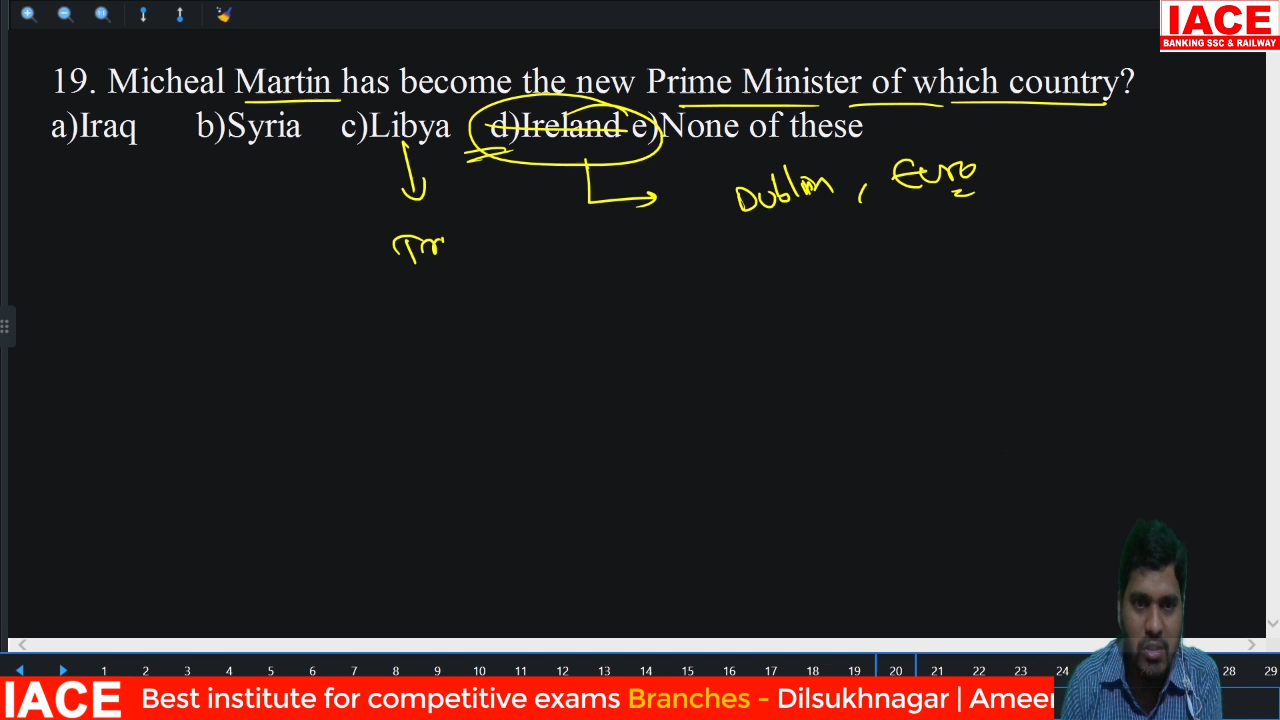 IACE
BANKING SSC & RAILWAY
19. Micheal Martin has become the new Prime Minister of which country?
a)Iraq b)Syria c)Libya d)Ireland e)None of these
Dublin, Euro
Tr
1 2 3 4 5 6 7 8 9 10 11 12 13 14 15 16 17 18 19 20 21 22 23 24 28 29
IACE Best institute for competitive exams Branches - Dilsukhnagar | Ameer